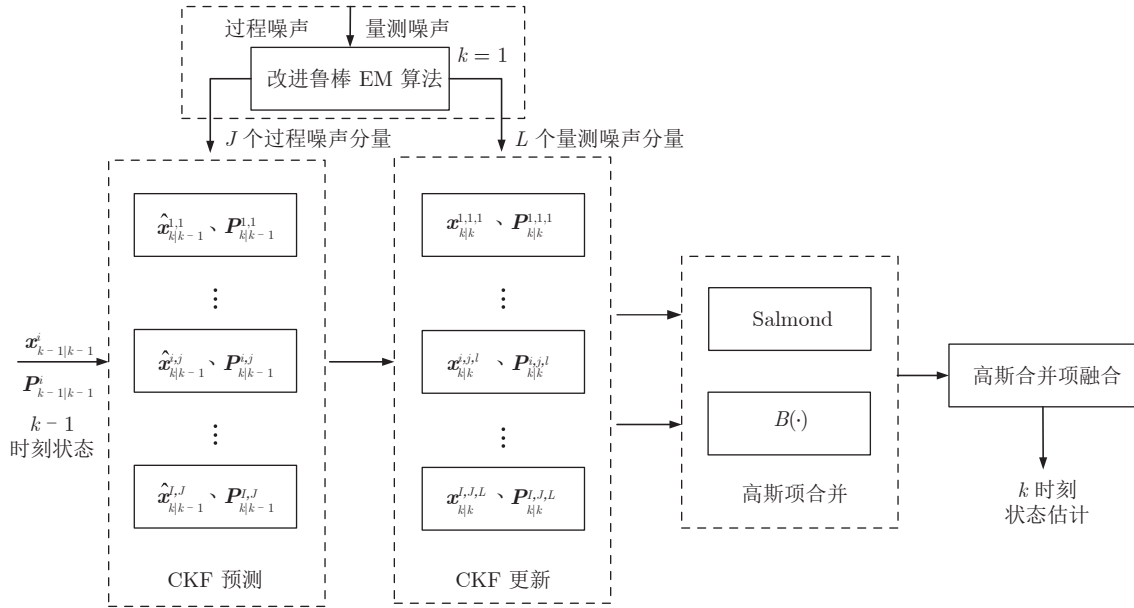 过程噪声
量测噪声
k = 1
改进鲁棒 EM 算法
J 个过程噪声分量
L 个量测噪声分量
x^{i}_{k-1|k-1}
P^{i}_{k-1|k-1}
k − 1
时刻状态
x̂^{1,1}_{k|k-1}、P^{1,1}_{k|k-1}
⋮
x̂^{i,j}_{k|k-1}、P^{i,j}_{k|k-1}
⋮
x̂^{I,J}_{k|k-1}、P^{I,J}_{k|k-1}
CKF 预测
x^{1,1,1}_{k|k}、P^{1,1,1}_{k|k}
⋮
x^{i,j,l}_{k|k}、P^{i,j,l}_{k|k}
⋮
x^{I,J,L}_{k|k}、P^{I,J,L}_{k|k}
CKF 更新
Salmond
B(·)
高斯项合并
高斯合并项融合
k 时刻
状态估计